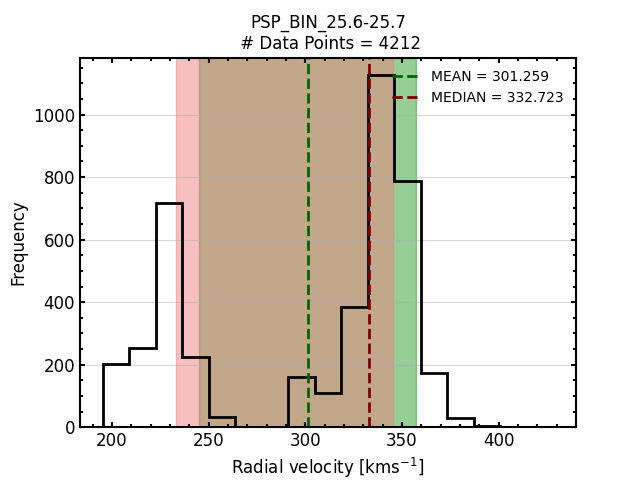 PSP_BIN_25.6-25.7
# Data Points = 4212
MEAN = 301.259
MEDIAN = 332.723
Frequency
1000
800
600
400
200
0
200 250 300 350 400
Radial velocity [kms⁻¹]